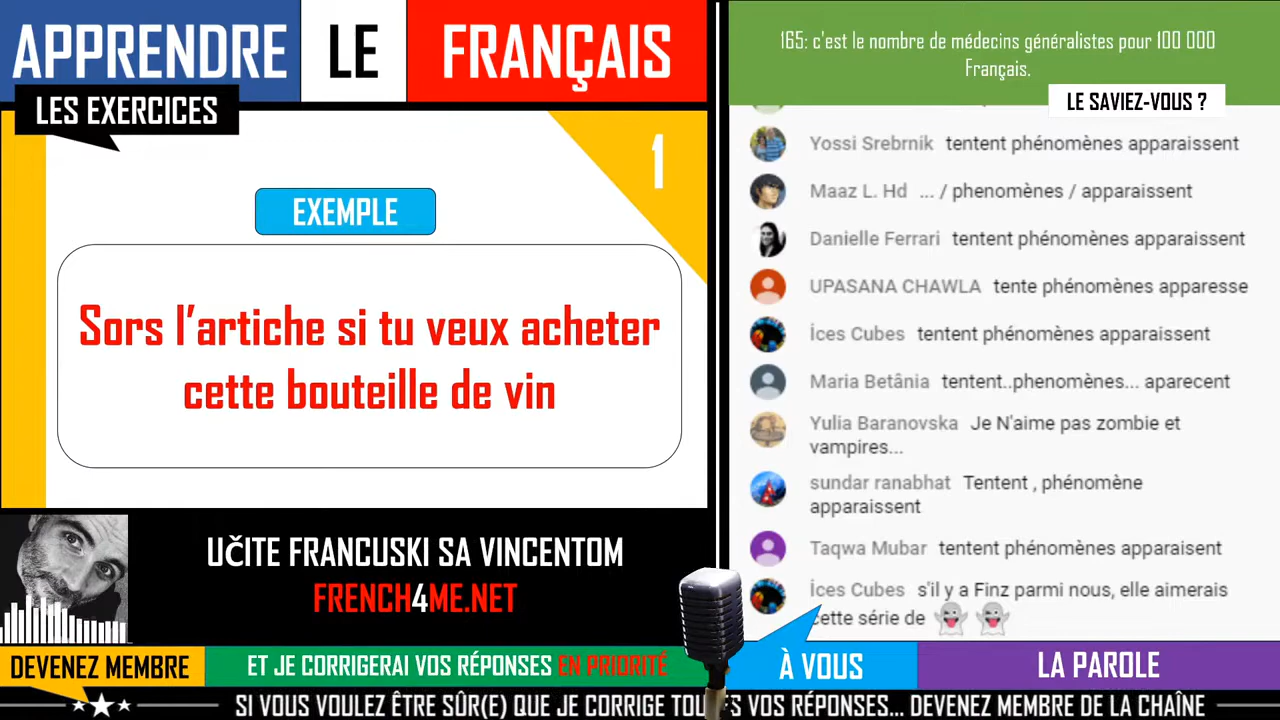 APPRENDRE LE FRANÇAIS
LES EXERCICES
1
EXEMPLE
Sors l'artiche si tu veux acheter
cette bouteille de vin
UČITE FRANCUSKI SA VINCENTOM
FRENCH4ME.NET
DEVENEZ MEMBRE
ET JE CORRIGERAI VOS RÉPONSES EN PRIORITÉ
165: c'est le nombre de médecins généralistes pour 100 000
Français.
LE SAVIEZ-VOUS ?
Yossi Srebrnik tentent phénomènes apparaissent
Maaz L. Hd ... / phenomènes / apparaissent
Danielle Ferrari tentent phénomènes apparaissent
UPASANA CHAWLA tente phénomènes apparesse
İces Cubes tentent phénomènes apparaissent
Maria Betânia tentent..phenomènes... aparecent
Yulia Baranovska Je N'aime pas zombie et
vampires...
sundar ranabhat Tentent , phénomène
apparaissent
Taqwa Mubar tentent phénomènes apparaisent
İces Cubes s'il y a Finz parmi nous, elle aimerais
cette série de
À VOUS
LA PAROLE
SI VOUS VOULEZ ÊTRE SÛR(E) QUE JE CORRIGE VOS RÉPONSES... DEVENEZ MEMBRE DE LA CHAÎNE